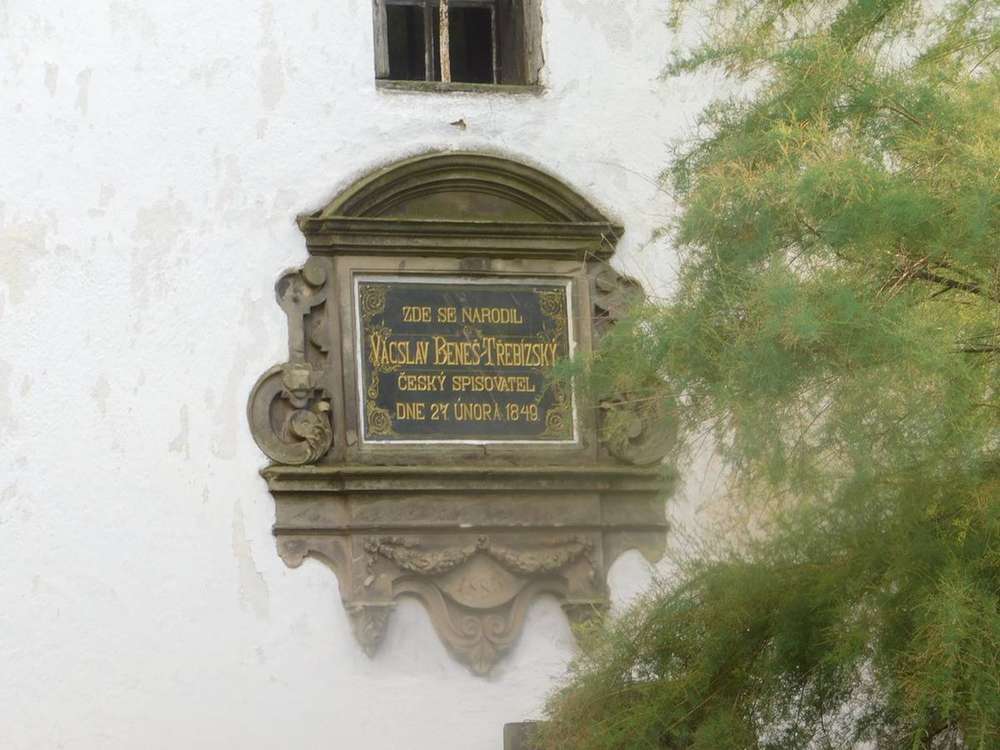 ZDE SE NARODIL
VÁCSLAV BENEŠ-TŘEBÍZSKÝ
ČESKÝ SPISOVATEL
DNE 27. ÚNORA 1849.